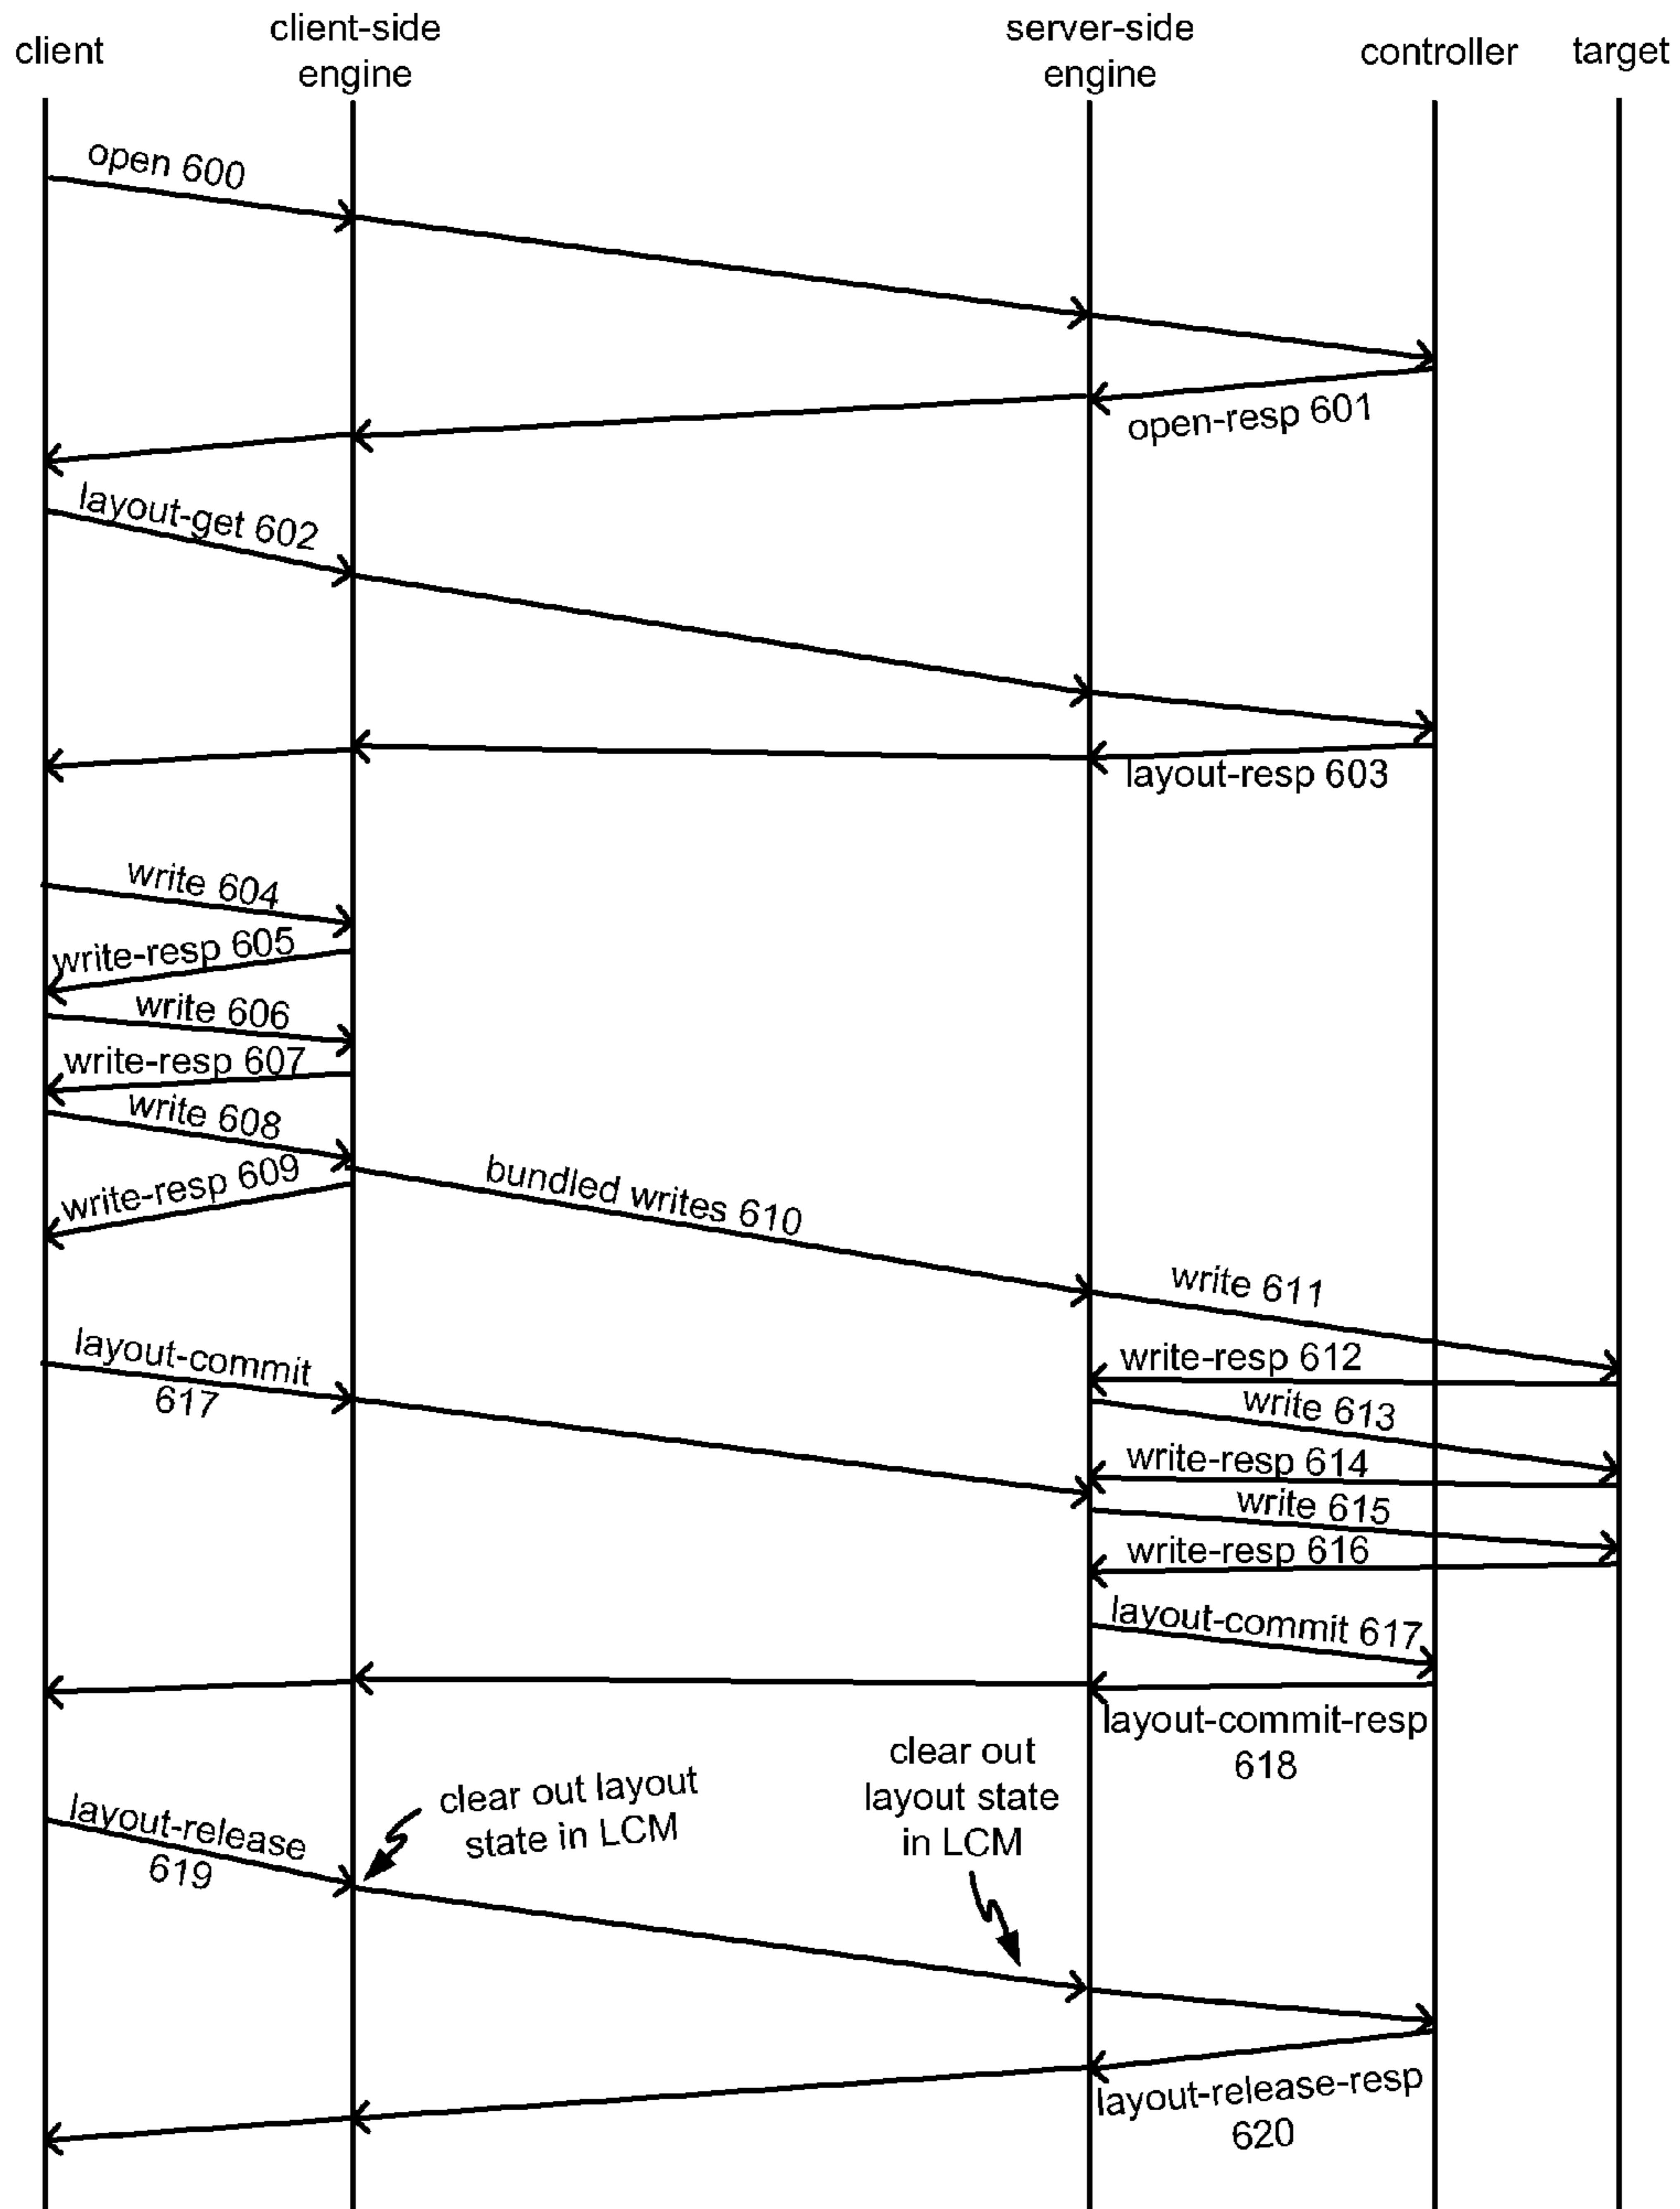 client
client-side
engine
server-side
engine
controller
target
open 600
open-resp 601
layout-get 602
layout-resp 603
write 604
write-resp 605
write 606
write-resp 607
write 608
write-resp 609
bundled writes 610
write 611
write-resp 612
layout-commit
617
write 613
write-resp 614
write 615
write-resp 616
layout-commit 617
layout-commit-resp
618
clear out
layout state
in LCM
clear out layout
state in LCM
layout-release
619
layout-release-resp
620